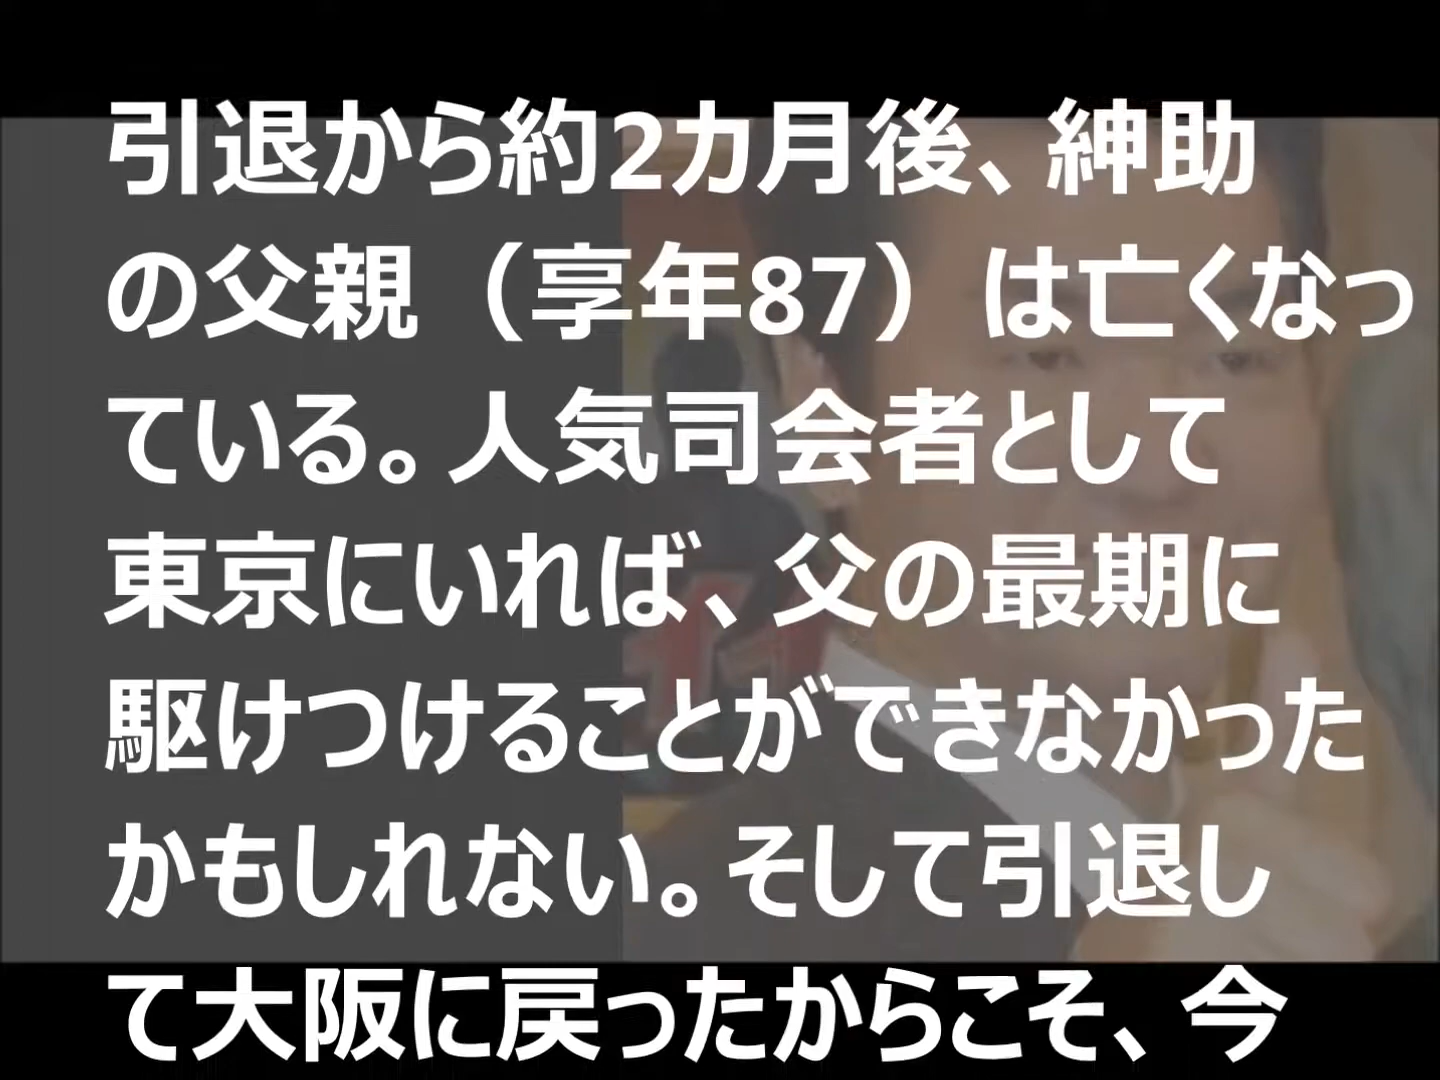 引退から約2カ月後、紳助
の父親（享年87）は亡くなっ
ている。人気司会者として
東京にいれば、父の最期に
駆けつけることができなかった
かもしれない。そして引退し
て大阪に戻ったからこそ、今